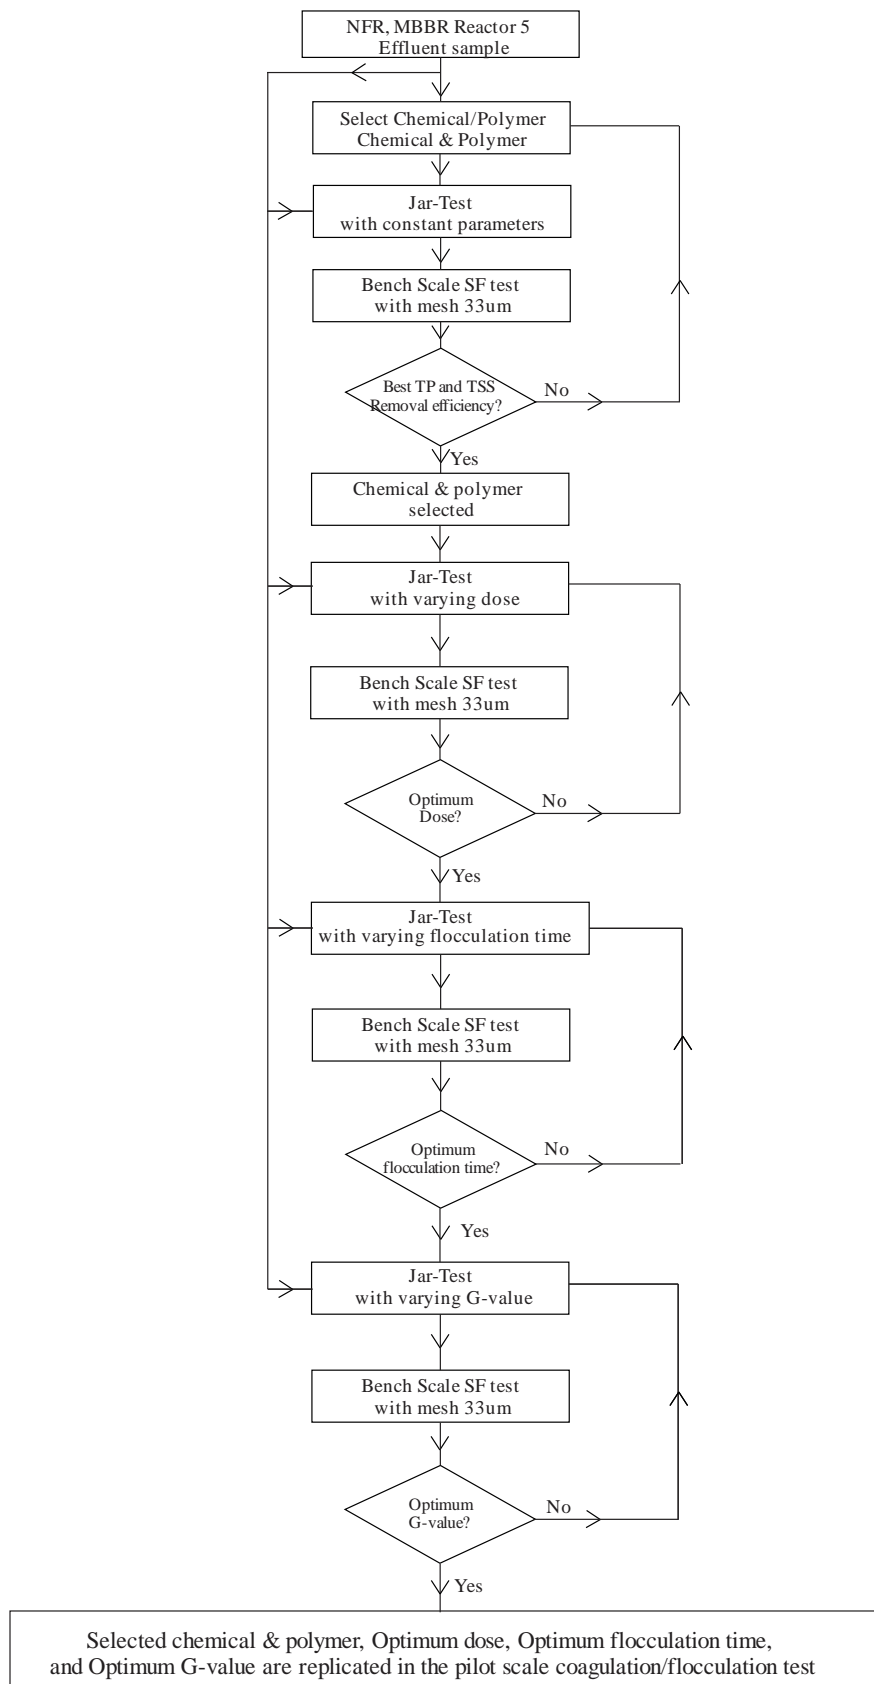 NFR, MBBR Reactor 5
Effluent sample
Select Chemical/Polymer
Chemical & Polymer
Jar-Test
with constant parameters
Bench Scale SF test
with mesh 33um
Best TP and TSS
Removal efficiency?
No
Yes
Chemical & polymer
selected
Jar-Test
with varying dose
Bench Scale SF test
with mesh 33um
Optimum
Dose?
No
Yes
Jar-Test
with varying flocculation time
Bench Scale SF test
with mesh 33um
Optimum
flocculation time?
No
Yes
Jar-Test
with varying G-value
Bench Scale SF test
with mesh 33um
Optimum
G-value?
No
Yes
Selected chemical & polymer, Optimum dose, Optimum flocculation time,
and Optimum G-value are replicated in the pilot scale coagulation/flocculation test